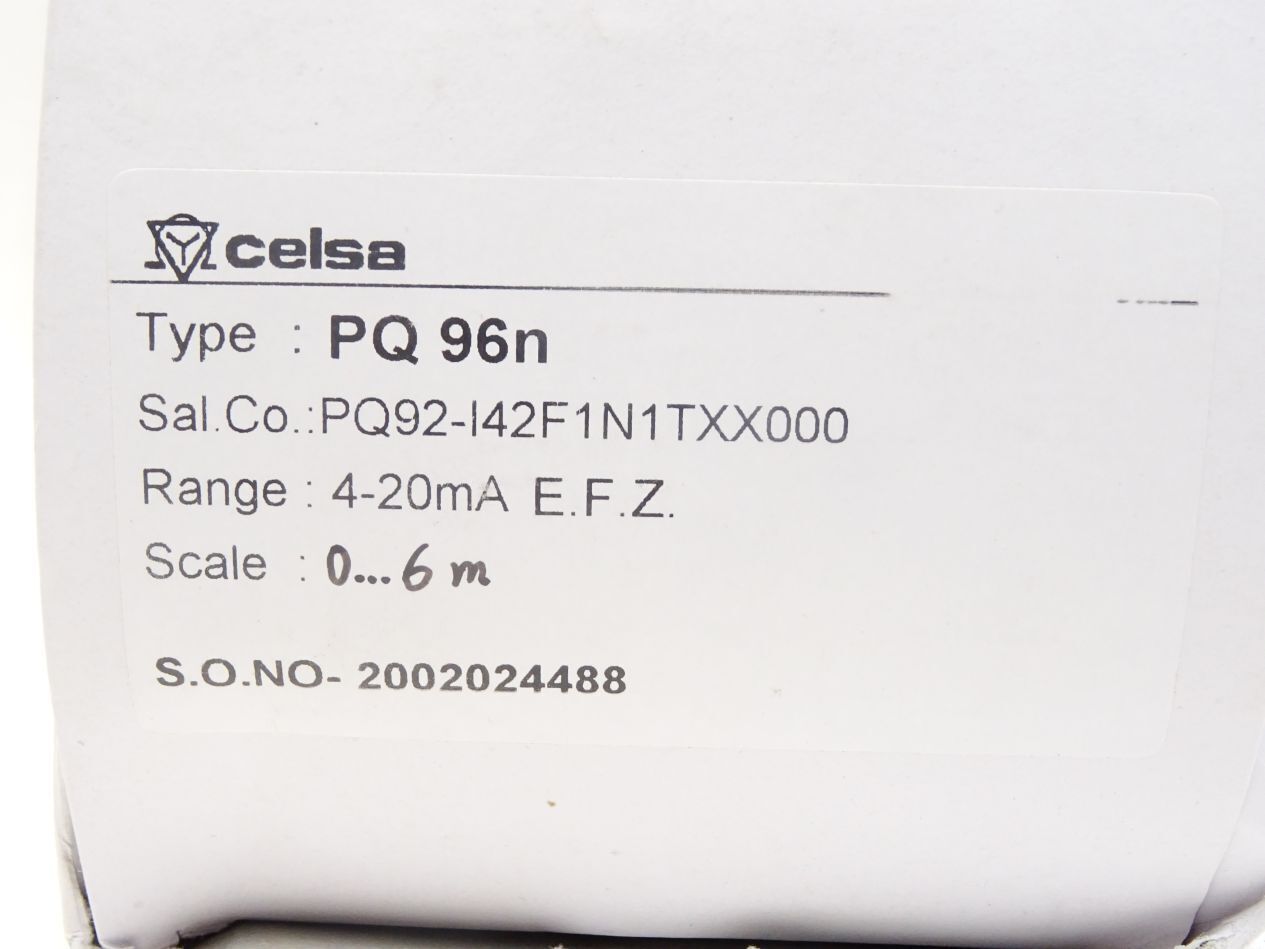 celsa
Type : PQ 96n
Sal.Co.:PQ92-I42F1N1TXX000
Range : 4-20mA E.F.Z.
Scale : 0...6 m
S.O.NO- 2002024488